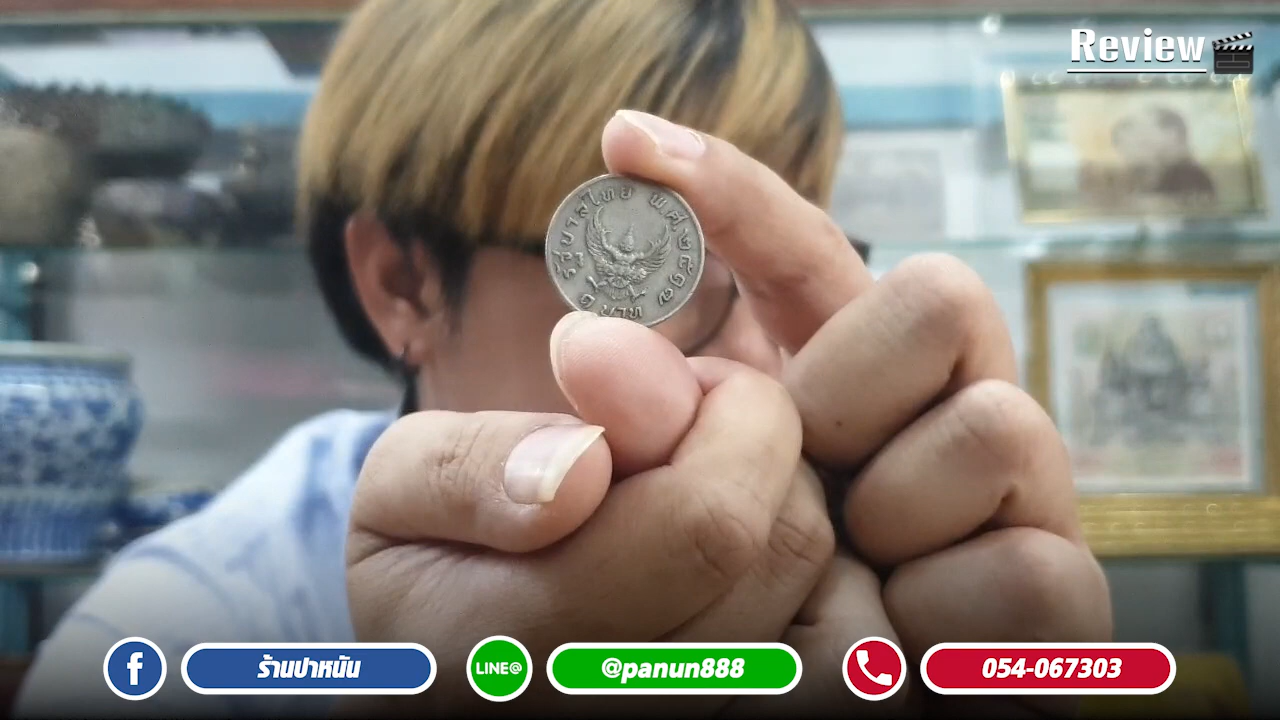 Review
รัฐบาลไทย พ.ศ.๒๕๑๗
๑ บาท
f
ร้านปาหนัน
LINE@
@panun888
054-067303